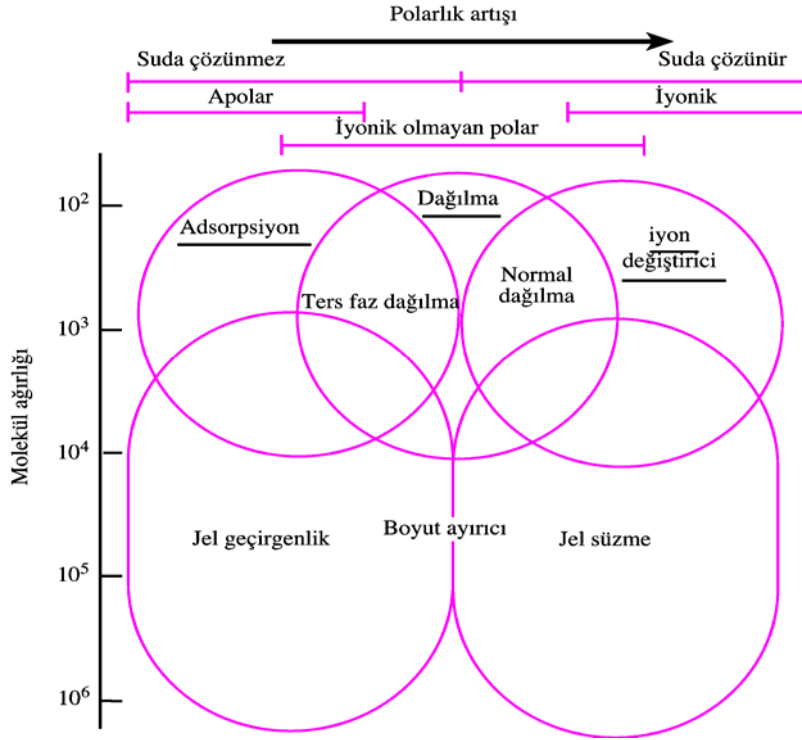 Polarlık artışı
Suda çözünmez
Suda çözünür
Apolar
İyonik
İyonik olmayan polar
10²
Dağılma
Adsorpsiyon
iyon
değiştirici
Normal
dağılma
Ters faz dağılma
10³
Molekül ağırlığı
10⁴
Jel geçirgenlik
Boyut ayırıcı
Jel süzme
10⁵
10⁶